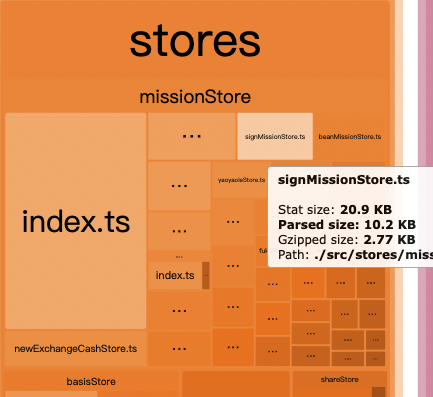 stores
missionStore
...
signMissionStore.ts
beanMissionStore.ts
index.ts
...
yaoyaoleStore.ts
signMissionStore.ts
Stat size: 20.9 KB
Parsed size: 10.2 KB
Gzipped size: 2.77 KB
Path: ./src/stores/miss
...
...
...
index.ts
...
...
...
...
...
...
...
...
...
...
...
newExchangeCashStore.ts
...
...
...
...
...
...
...
basisStore
shareStore